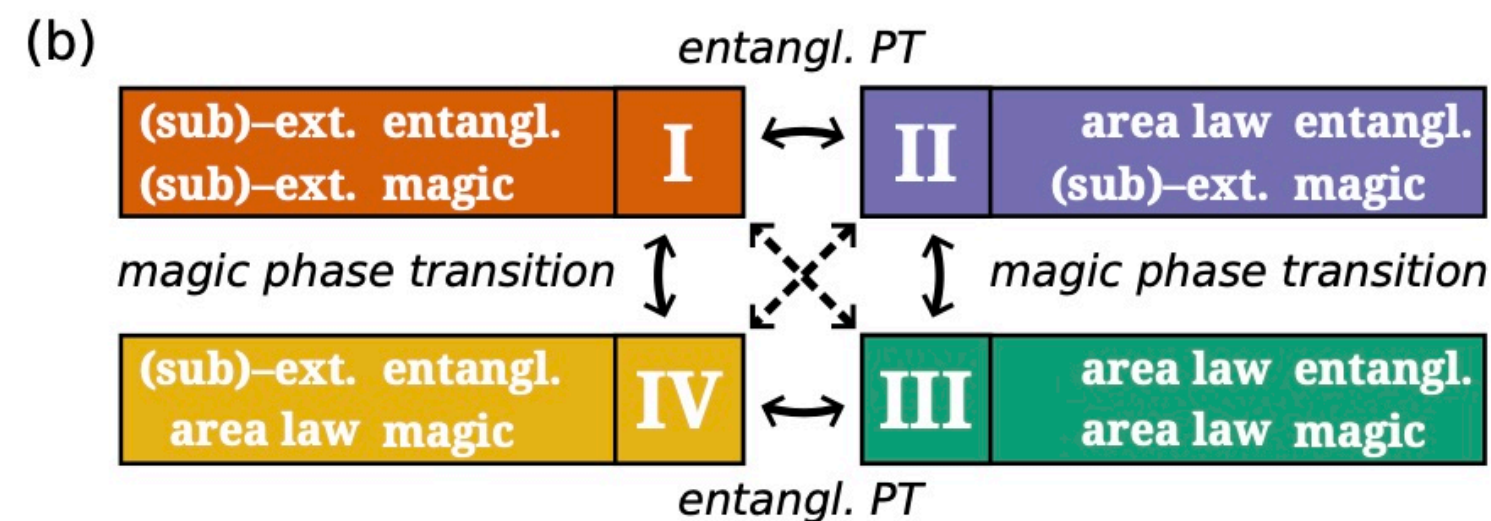 (b)
entangl. PT
(sub)–ext. entangl.
(sub)–ext. magic
I
II
area law entangl.
(sub)–ext. magic
magic phase transition
magic phase transition
(sub)–ext. entangl.
area law magic
IV
III
area law entangl.
area law magic
entangl. PT